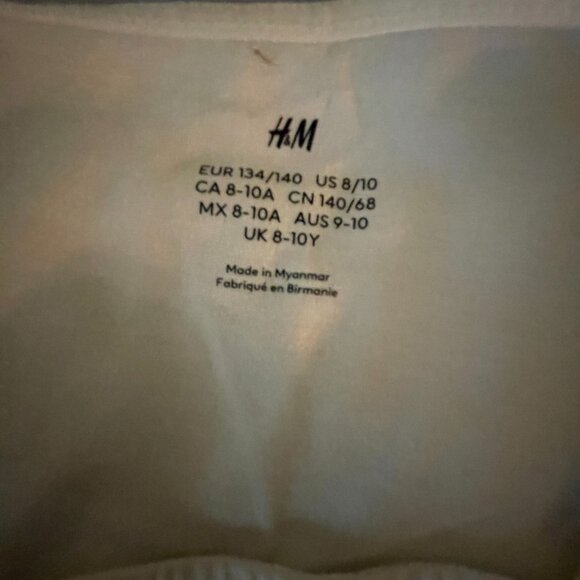 H&M
EUR 134/140 US 8/10
CA 8-10A CN 140/68
MX 8-10A AUS 9-10
UK 8-10Y
Made in Myanmar
Fabriqué en Birmanie